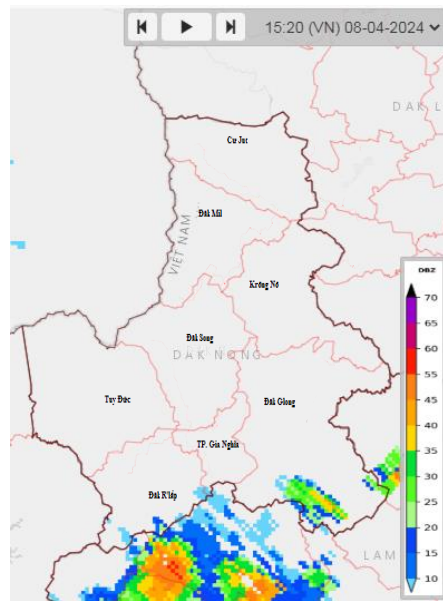 15:20 (VN) 08-04-2024
DAK L
Cư Jut
Đăk Mil
VIỆT NAM
Krông Nô
DBZ
70
65
60
55
50
45
40
35
30
25
20
15
10
Đăk Song
DAK NONG
Tuy Đức
Đăk Glong
TP. Gia Nghĩa
Đăk R'lấp
LAM